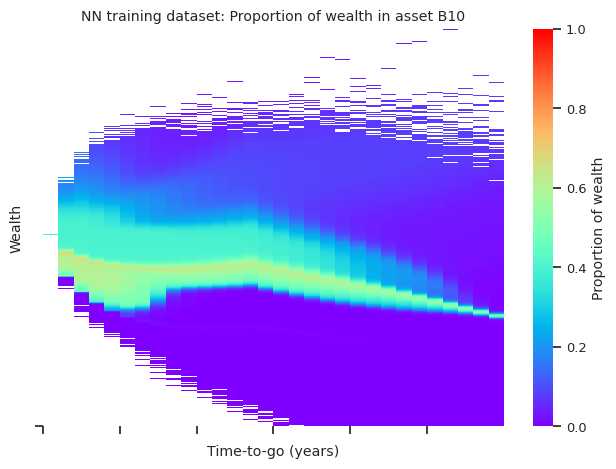 NN training dataset: Proportion of wealth in asset B10
1.0
0.8
0.6
0.4
0.2
0.0
Proportion of wealth
Wealth
Time-to-go (years)